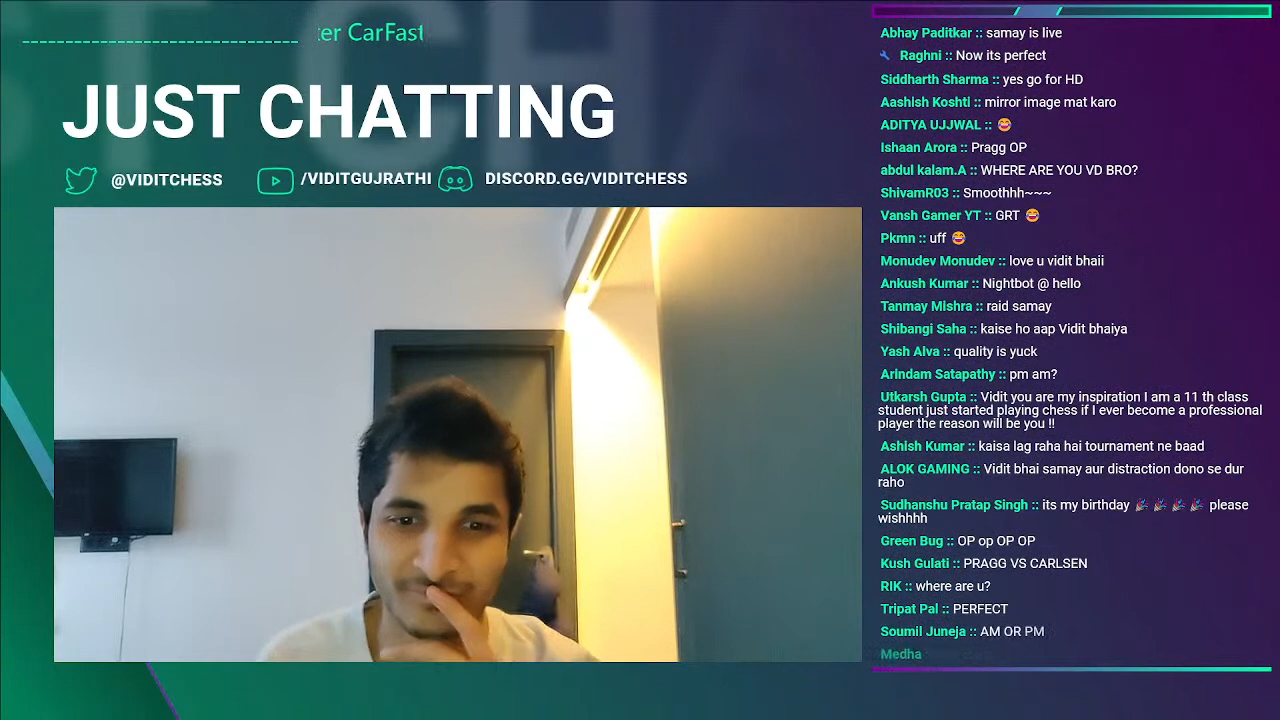 ter CarFast
JUST CHATTING
@VIDITCHESS
/VIDITGUJRATHI
DISCORD.GG/VIDITCHESS
Abhay Paditkar :: samay is live
Raghni :: Now its perfect
Siddharth Sharma :: yes go for HD
Aashish Koshti :: mirror image mat karo
ADITYA UJJWAL :: 😂
Ishaan Arora :: Pragg OP
abdul kalam.A :: WHERE ARE YOU VD BRO?
ShivamR03 :: Smoothhh~~~
Vansh Gamer YT :: GRT 😂
Pkmn :: uff 😂
Monudev Monudev :: love u vidit bhaii
Ankush Kumar :: Nightbot @ hello
Tanmay Mishra :: raid samay
Shibangi Saha :: kaise ho aap Vidit bhaiya
Yash Alva :: quality is yuck
Arindam Satapathy :: pm am?
Utkarsh Gupta :: Vidit you are my inspiration I am a 11 th class
student just started playing chess if I ever become a professional
player the reason will be you !!
Ashish Kumar :: kaisa lag raha hai tournament ne baad
ALOK GAMING :: Vidit bhai samay aur distraction dono se dur
raho
Sudhanshu Pratap Singh :: its my birthday 🎉 🎉 🎉 🎉 please
wishhhh
Green Bug :: OP op OP OP
Kush Gulati :: PRAGG VS CARLSEN
RIK :: where are u?
Tripat Pal :: PERFECT
Soumil Juneja :: AM OR PM
Medha